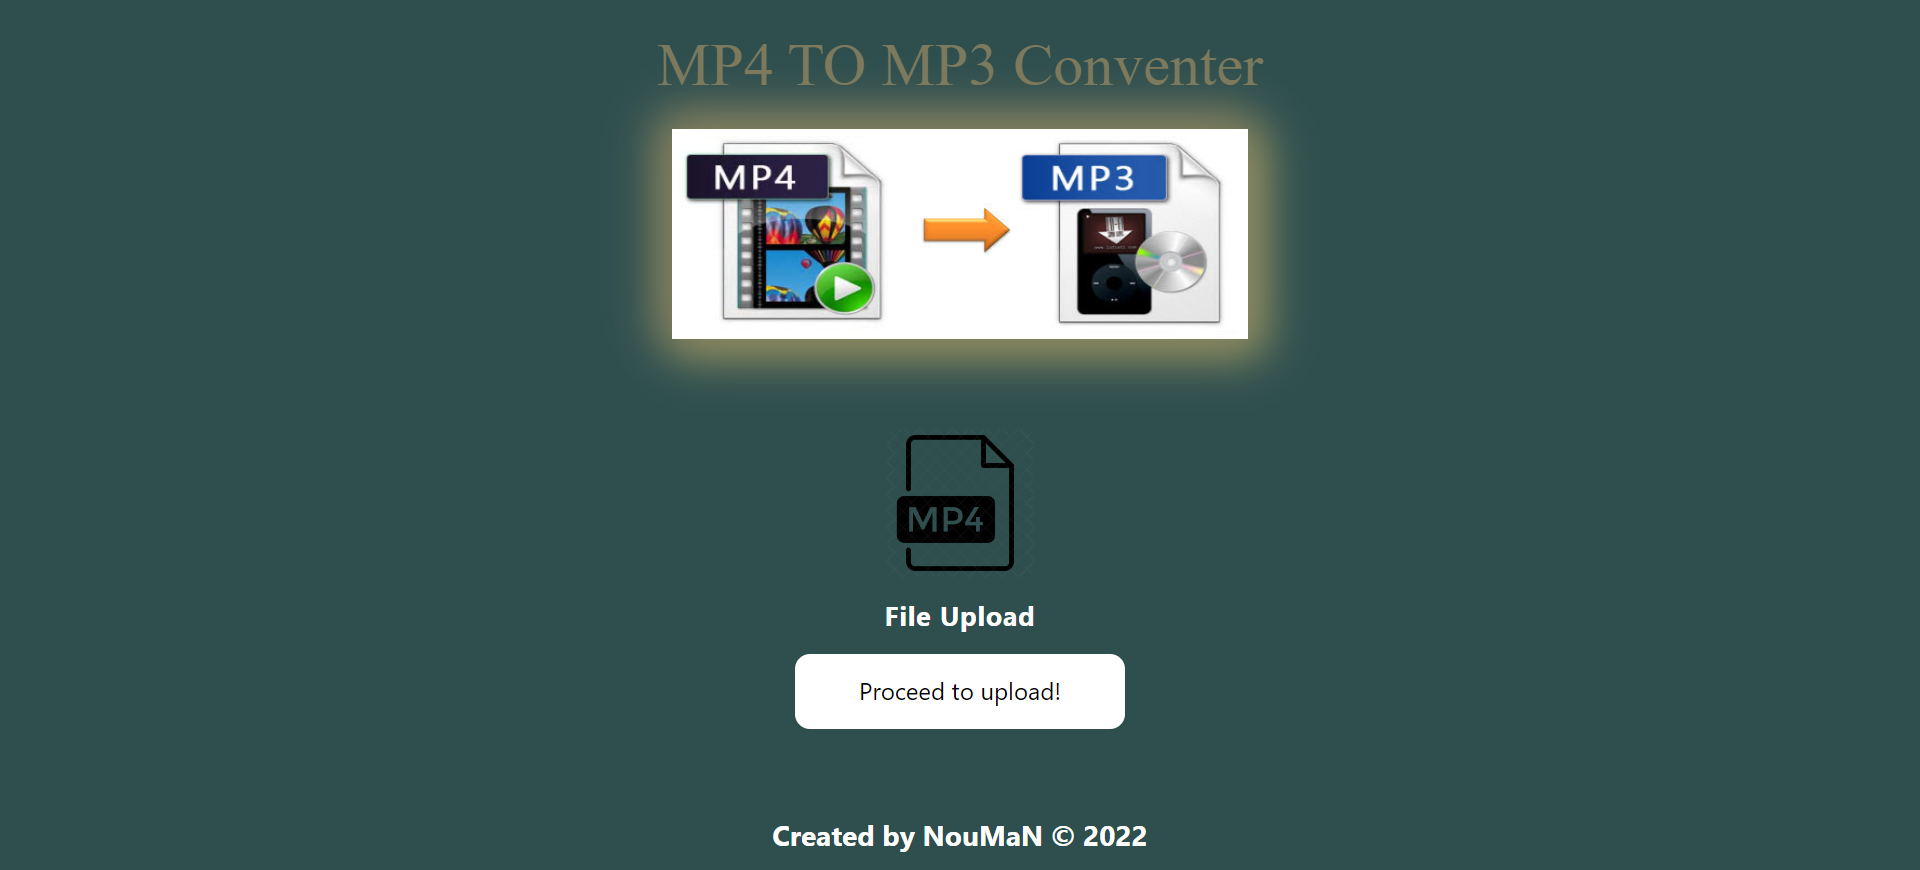 MP4 TO MP3 Conventer
MP4
MP3
MP4
File Upload
Proceed to upload!
Created by NouMaN © 2022